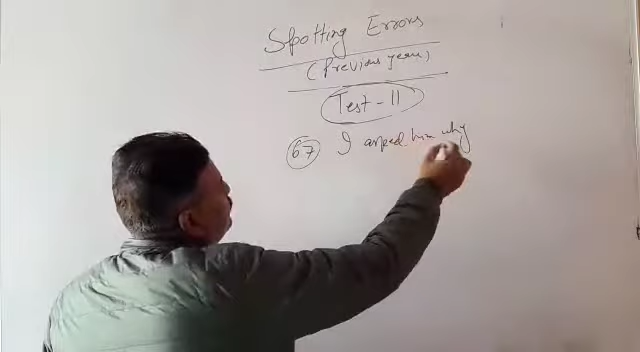 Spotting Errors
(Previous year)
Test-11
67 I asked him why